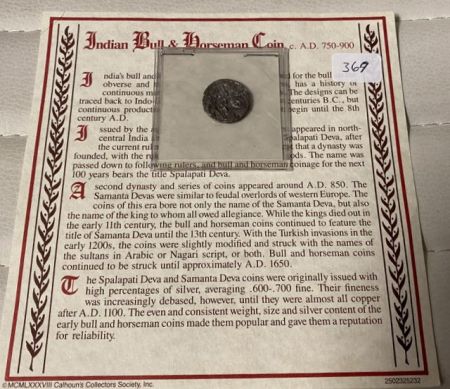 Indian Bull & Horseman Coin, c. A.D. 750-900
369
India's bull and d for the bull
obverse and has a history of
continuous m The designs can be
traced back to Indo- centuries B.C., but
continuous product begin until the 8th
century A.D.
Issued by the appeared in north-
central India Spalapati Deva, after
the current rul that a dynasty was
founded, with the ru ods. The name was
passed down to following rulers, and bull and horseman coinage for the next
100 years bears the title Spalapati Deva.
A second dynasty and series of coins appeared around A.D. 850. The
Samanta Devas were similar to feudal overlords of western Europe. The
coins of this era bore not only the name of the Samanta Deva, but also
the name of the king to whom all owed allegiance. While the kings died out in
the early 11th century, the bull and horseman coins continued to feature the
title of Samanta Deva until the 13th century. With the Turkish invasions in the
early 1200s, the coins were slightly modified and struck with the names of
the sultans in Arabic or Nagari script, or both. Bull and horseman coins
continued to be struck until approximately A.D. 1650.
The Spalapati Deva and Samanta Deva coins were originally issued with
high percentages of silver, averaging .600-.700 fine. Their fineness
was increasingly debased, however, until they were almost all copper
after A.D. 1100. The even and consistent weight, size and silver content of the
early bull and horseman coins made them popular and gave them a reputation
for reliability.
©MCMLXXXVIII Calhoun's Collectors Society, Inc. 2502325232